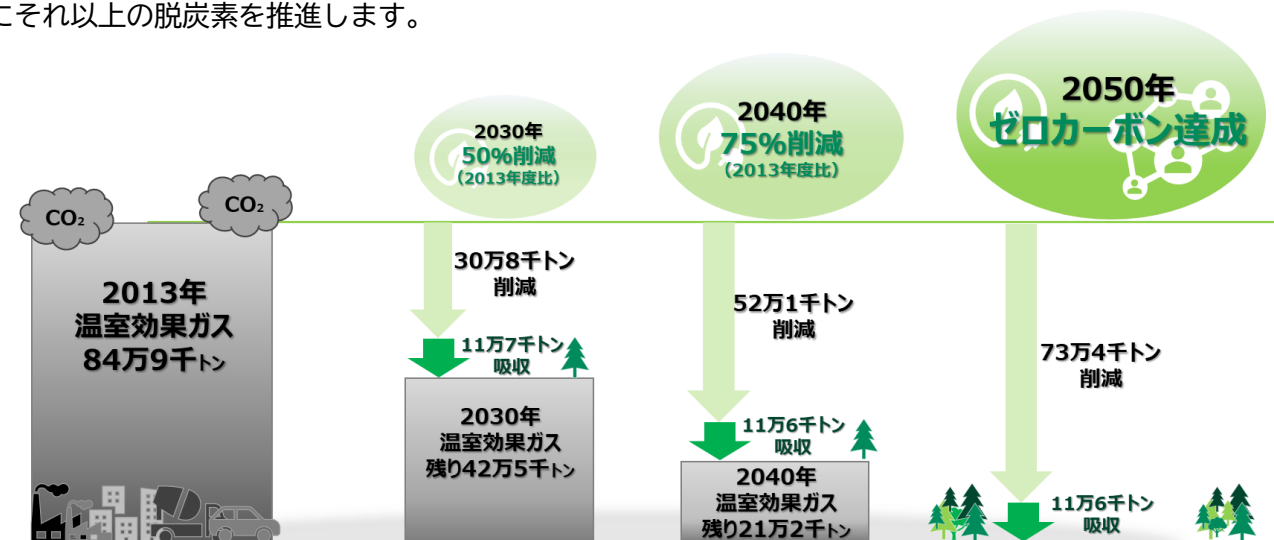 にそれ以上の脱炭素を推進します。
2030年
50%削減
（2013年度比）
2040年
75%削減
（2013年度比）
2050年
ゼロカーボン達成
CO₂
CO₂
2013年
温室効果ガス
84万9千トン
30万8千トン
削減
11万7千トン
吸収
2030年
温室効果ガス
残り42万5千トン
52万1千トン
削減
11万6千トン
吸収
2040年
温室効果ガス
残り21万2千トン
73万4千トン
削減
11万6千トン
吸収